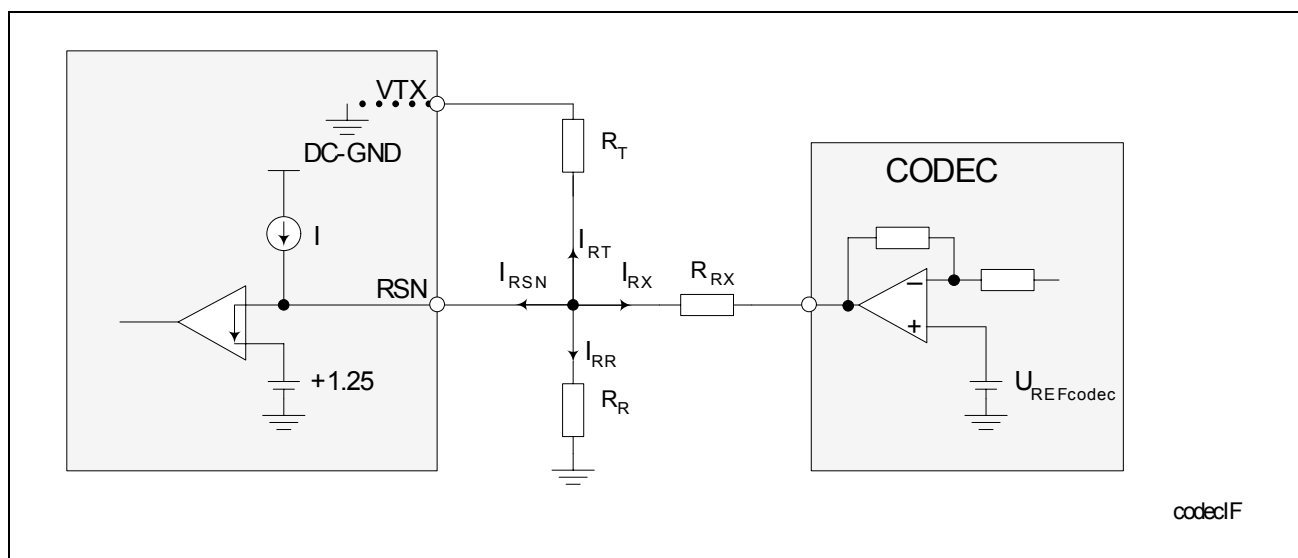 VTX
DC-GND
R_T
CODEC
I
I_RT
I_RSN
I_RX
R_RX
RSN
−
+
I_RR
+1.25
R_R
U_REFcodec
codecIF